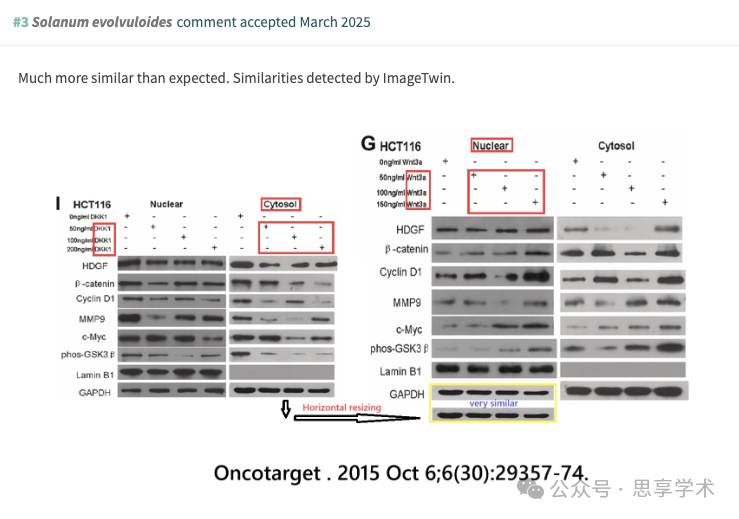 #3 Solanum evolvuloides comment accepted March 2025
Much more similar than expected. Similarities detected by ImageTwin.
I HCT116 Nuclear Cytosol
0ng/ml DKK1 + - - - + - - -
50ng/ml DKK1 - + - - - + - -
100ng/ml DKK1 - - + - - - + -
200ng/ml DKK1 - - - + - - - +
HDGF
β-catenin
Cyclin D1
MMP9
c-Myc
phos-GSK3β
Lamin B1
GAPDH
G HCT116 Nuclear Cytosol
0ng/ml Wnt3a + - - - + - - -
50ng/ml Wnt3a - + - - - + - -
100ng/ml Wnt3a - - + - - - + -
150ng/ml Wnt3a - - - + - - - +
HDGF
β-catenin
Cyclin D1
MMP9
c-Myc
phos-GSK3β
Lamin B1
GAPDH
very similar
Horizontal resizing
Oncotarget . 2015 Oct 6;6(30):29357-74.
公众号 · 思享学术